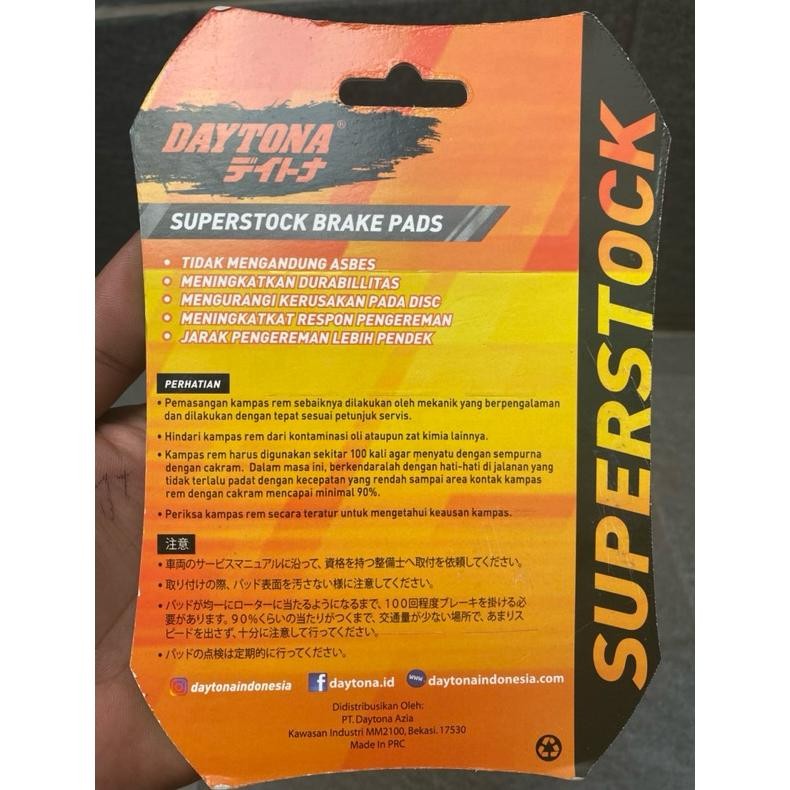 DAYTONA®
デイトナ
SUPERSTOCK BRAKE PADS
• TIDAK MENGANDUNG ASBES
• MENINGKATKAN DURABILLITAS
• MENGURANGI KERUSAKAN PADA DISC
• MENINGKATKAT RESPON PENGEREMAN
• JARAK PENGEREMAN LEBIH PENDEK
PERHATIAN
• Pemasangan kampas rem sebaiknya dilakukan oleh mekanik yang berpengalaman
dan dilakukan dengan tepat sesuai petunjuk servis.
• Hindari kampas rem dari kontaminasi oli ataupun zat kimia lainnya.
• Kampas rem harus digunakan sekitar 100 kali agar menyatu dengan sempurna
dengan cakram. Dalam masa ini, berkendaralah dengan hati-hati di jalanan yang
tidak terlalu padat dengan kecepatan yang rendah sampai area kontak kampas
rem dengan cakram mencapai minimal 90%.
• Periksa kampas rem secara teratur untuk mengetahui keausan kampas.
注意
• 車両のサービスマニュアルに沿って、資格を持つ整備士へ取付を依頼してください。
• 取り付けの際、パッド表面を汚さない様に注意してください。
• パッドが均一にローターに当たるようになるまで、100回程度ブレーキを掛ける必
要があります。90%くらいの当たりがつくまで、交通量が少ない場所で、あまりス
ピードを出さず、十分に注意して行ってください。
• パッドの点検は定期的に行ってください。
daytonaindonesia
f daytona.id
www daytonaindonesia.com
Didistribusikan Oleh:
PT. Daytona Azia
Kawasan Industri MM2100, Bekasi. 17530
Made In PRC
SUPERSTOCK